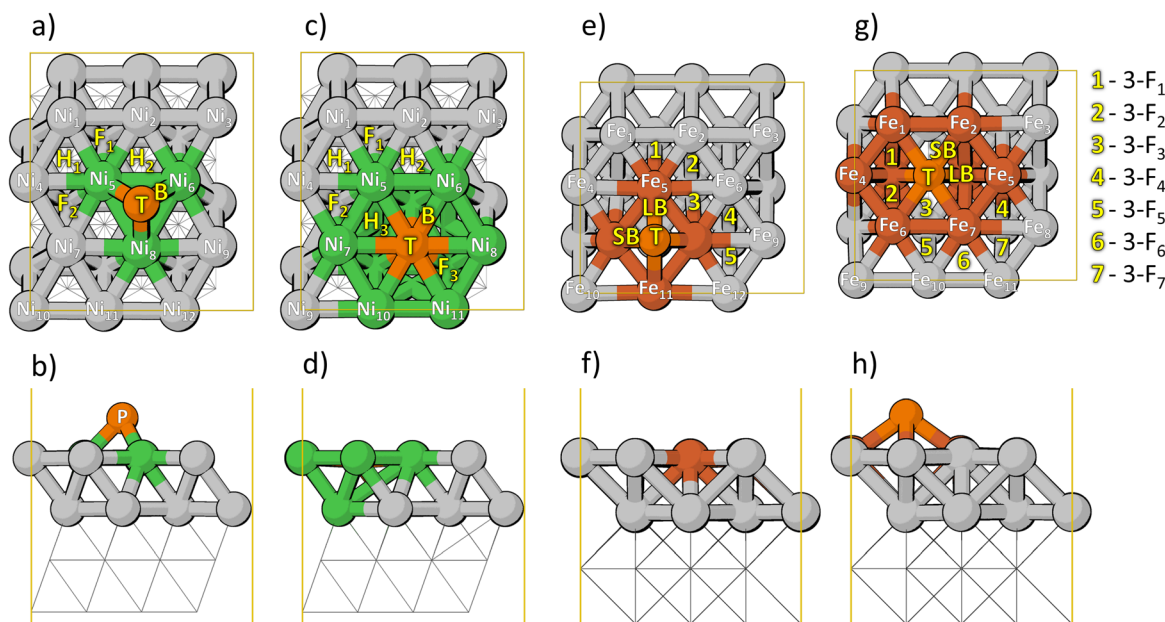 a)
c)
e)
g)
Ni₁ Ni₂ Ni₃
F₁
H₁ H₂
Ni₄ Ni₅ Ni₆
F₂ T B
Ni₇ Ni₈ Ni₉
Ni₁₀ Ni₁₁ Ni₁₂
Ni₁ Ni₂ Ni₃
F₁
H₁ H₂
Ni₄ Ni₅ Ni₆
F₂ H₃ B
Ni₇ T Ni₈
F₃
Ni₉ Ni₁₀ Ni₁₁
Fe₁ Fe₂ Fe₃
1 2
Fe₄ Fe₅ Fe₆
LB 3 4
SB T Fe₉
5
Fe₁₀ Fe₁₁ Fe₁₂
Fe₁ Fe₂ Fe₃
1 SB
Fe₄ T LB Fe₅
2 3 4
Fe₆ Fe₇ Fe₈
5 6 7
Fe₉ Fe₁₀ Fe₁₁
1 - 3-F₁
2 - 3-F₂
3 - 3-F₃
4 - 3-F₄
5 - 3-F₅
6 - 3-F₆
7 - 3-F₇
b)
d)
f)
h)
P